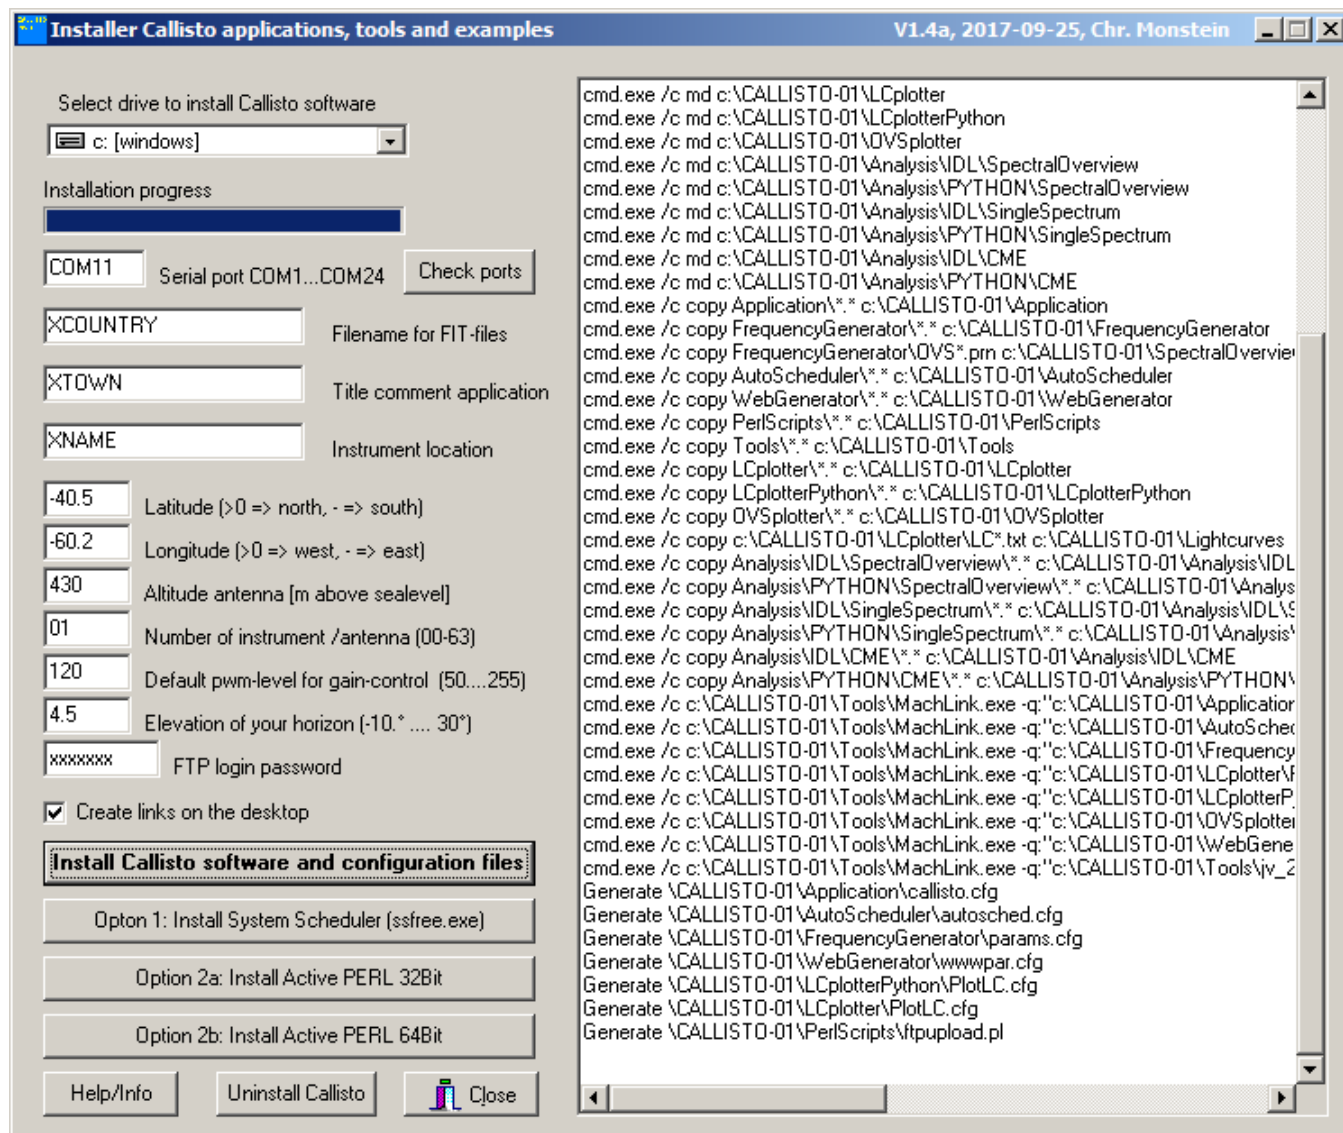 Installer Callisto applications, tools and examples
V1.4a, 2017-09-25, Chr. Monstein
Select drive to install Callisto software
c: [windows]
Installation progress
COM11
Serial port COM1...COM24
Check ports
XCOUNTRY
Filename for FIT-files
XTOWN
Title comment application
XNAME
Instrument location
-40.5
Latitude (>0 => north, - => south)
-60.2
Longitude (>0 => west, - => east)
430
Altitude antenna [m above sealevel]
01
Number of instrument /antenna (00-63)
120
Default pwm-level for gain-control (50....255)
4.5
Elevation of your horizon (-10.° .... 30°)
xxxxxxx
FTP login password
Create links on the desktop
Install Callisto software and configuration files
Opton 1: Install System Scheduler (ssfree.exe)
Option 2a: Install Active PERL 32Bit
Option 2b: Install Active PERL 64Bit
Help/Info
Uninstall Callisto
Close
cmd.exe /c md c:\CALLISTO-01\LCplotter
cmd.exe /c md c:\CALLISTO-01\LCplotterPython
cmd.exe /c md c:\CALLISTO-01\OVSplotter
cmd.exe /c md c:\CALLISTO-01\Analysis\IDL\SpectralOverview
cmd.exe /c md c:\CALLISTO-01\Analysis\PYTHON\SpectralOverview
cmd.exe /c md c:\CALLISTO-01\Analysis\IDL\SingleSpectrum
cmd.exe /c md c:\CALLISTO-01\Analysis\PYTHON\SingleSpectrum
cmd.exe /c md c:\CALLISTO-01\Analysis\IDL\CME
cmd.exe /c md c:\CALLISTO-01\Analysis\PYTHON\CME
cmd.exe /c copy Application\*.* c:\CALLISTO-01\Application
cmd.exe /c copy FrequencyGenerator\*.* c:\CALLISTO-01\FrequencyGenerator
cmd.exe /c copy FrequencyGenerator\OVS*.prn c:\CALLISTO-01\SpectralOvervie
cmd.exe /c copy AutoScheduler\*.* c:\CALLISTO-01\AutoScheduler
cmd.exe /c copy WebGenerator\*.* c:\CALLISTO-01\WebGenerator
cmd.exe /c copy PerlScripts\*.* c:\CALLISTO-01\PerlScripts
cmd.exe /c copy Tools\*.* c:\CALLISTO-01\Tools
cmd.exe /c copy LCplotter\*.* c:\CALLISTO-01\LCplotter
cmd.exe /c copy LCplotterPython\*.* c:\CALLISTO-01\LCplotterPython
cmd.exe /c copy OVSplotter\*.* c:\CALLISTO-01\OVSplotter
cmd.exe /c copy c:\CALLISTO-01\LCplotter\LC*.txt c:\CALLISTO-01\Lightcurves
cmd.exe /c copy Analysis\IDL\SpectralOverview\*.* c:\CALLISTO-01\Analysis\IDL
cmd.exe /c copy Analysis\PYTHON\SpectralOverview\*.* c:\CALLISTO-01\Analys
cmd.exe /c copy Analysis\IDL\SingleSpectrum\*.* c:\CALLISTO-01\Analysis\IDL\S
cmd.exe /c copy Analysis\PYTHON\SingleSpectrum\*.* c:\CALLISTO-01\Analysis\
cmd.exe /c copy Analysis\IDL\CME\*.* c:\CALLISTO-01\Analysis\IDL\CME
cmd.exe /c copy Analysis\PYTHON\CME\*.* c:\CALLISTO-01\Analysis\PYTHON\
cmd.exe /c c:\CALLISTO-01\Tools\MachLink.exe -q:"c:\CALLISTO-01\Application
cmd.exe /c c:\CALLISTO-01\Tools\MachLink.exe -q:"c:\CALLISTO-01\AutoSched
cmd.exe /c c:\CALLISTO-01\Tools\MachLink.exe -q:"c:\CALLISTO-01\Frequency
cmd.exe /c c:\CALLISTO-01\Tools\MachLink.exe -q:"c:\CALLISTO-01\LCplotter\
cmd.exe /c c:\CALLISTO-01\Tools\MachLink.exe -q:"c:\CALLISTO-01\LCplotterP
cmd.exe /c c:\CALLISTO-01\Tools\MachLink.exe -q:"c:\CALLISTO-01\OVSplotter
cmd.exe /c c:\CALLISTO-01\Tools\MachLink.exe -q:"c:\CALLISTO-01\WebGene
cmd.exe /c c:\CALLISTO-01\Tools\MachLink.exe -q:"c:\CALLISTO-01\Tools\jv_2
Generate \CALLISTO-01\Application\callisto.cfg
Generate \CALLISTO-01\AutoScheduler\autosched.cfg
Generate \CALLISTO-01\FrequencyGenerator\params.cfg
Generate \CALLISTO-01\WebGenerator\wwwpar.cfg
Generate \CALLISTO-01\LCplotterPython\PlotLC.cfg
Generate \CALLISTO-01\LCplotter\PlotLC.cfg
Generate \CALLISTO-01\PerlScripts\ftpupload.pl